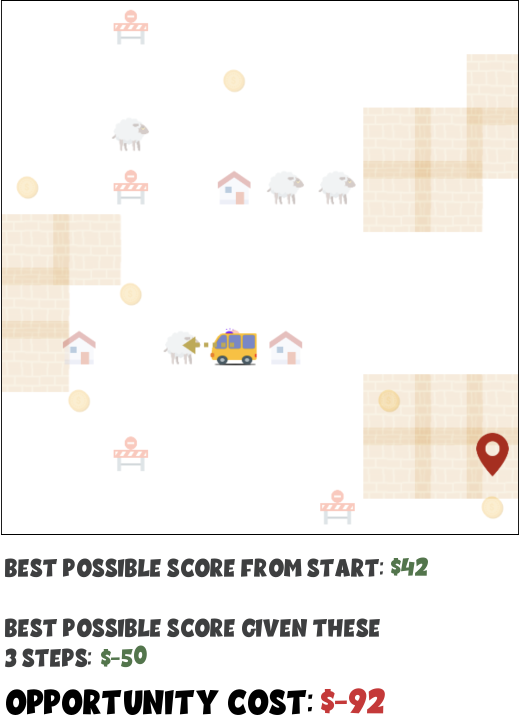 BEST POSSIBLE SCORE FROM START: $42
BEST POSSIBLE SCORE GIVEN THESE
3 STEPS: $-50
OPPORTUNITY COST: $-92